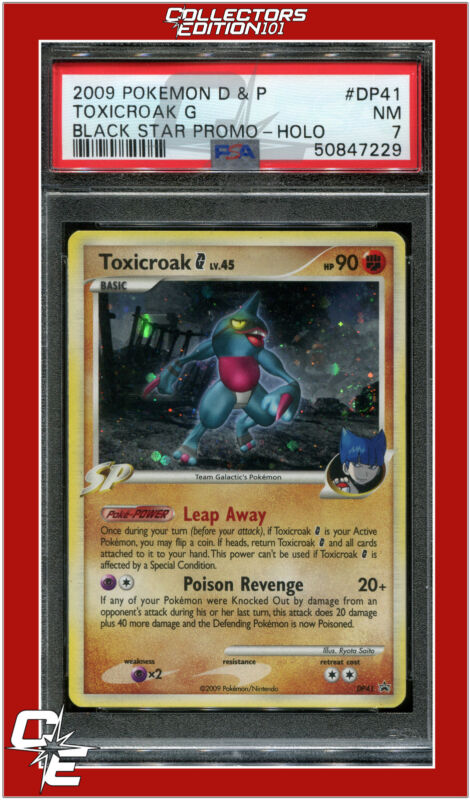 COLLECTORS
EDITION101
2009 POKEMON D & P #DP41
TOXICROAK G NM
BLACK STAR PROMO - HOLO 7
PSA 50847229
Toxicroak G LV.45 HP 90
BASIC
SP
Team Galactic's Pokémon
Poké-POWER Leap Away
Once during your turn (before your attack), if Toxicroak G is your Active
Pokémon, you may flip a coin. If heads, return Toxicroak G and all cards
attached to it to your hand. This power can't be used if Toxicroak G is
affected by a Special Condition.
Poison Revenge 20+
If any of your Pokémon were Knocked Out by damage from an
opponent's attack during his or her last turn, this attack does 20 damage
plus 40 more damage and the Defending Pokémon is now Poisoned.
Illus. Ryota Saito
weakness resistance retreat cost
×2
©2009 Pokémon/Nintendo DP41
CE